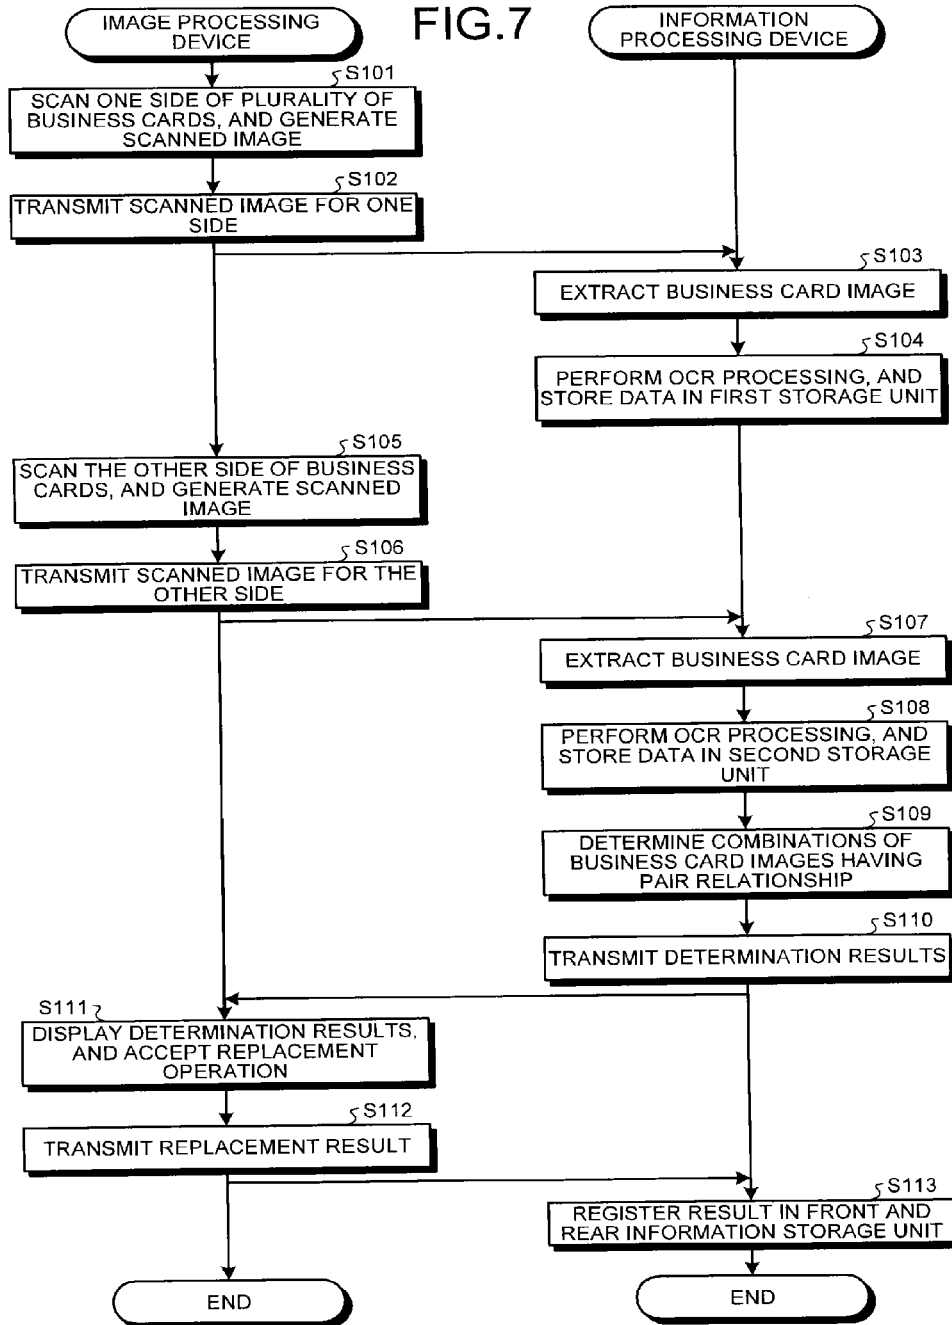 FIG.7
IMAGE PROCESSING
DEVICE
INFORMATION
PROCESSING DEVICE
S101
SCAN ONE SIDE OF PLURALITY OF
BUSINESS CARDS, AND GENERATE
SCANNED IMAGE
S102
TRANSMIT SCANNED IMAGE FOR ONE
SIDE
S103
EXTRACT BUSINESS CARD IMAGE
S104
PERFORM OCR PROCESSING, AND
STORE DATA IN FIRST STORAGE UNIT
S105
SCAN THE OTHER SIDE OF BUSINESS
CARDS, AND GENERATE SCANNED
IMAGE
S106
TRANSMIT SCANNED IMAGE FOR THE
OTHER SIDE
S107
EXTRACT BUSINESS CARD IMAGE
S108
PERFORM OCR PROCESSING, AND
STORE DATA IN SECOND STORAGE
UNIT
S109
DETERMINE COMBINATIONS OF
BUSINESS CARD IMAGES HAVING
PAIR RELATIONSHIP
S110
TRANSMIT DETERMINATION RESULTS
S111
DISPLAY DETERMINATION RESULTS,
AND ACCEPT REPLACEMENT
OPERATION
S112
TRANSMIT REPLACEMENT RESULT
S113
REGISTER RESULT IN FRONT AND
REAR INFORMATION STORAGE UNIT
END
END